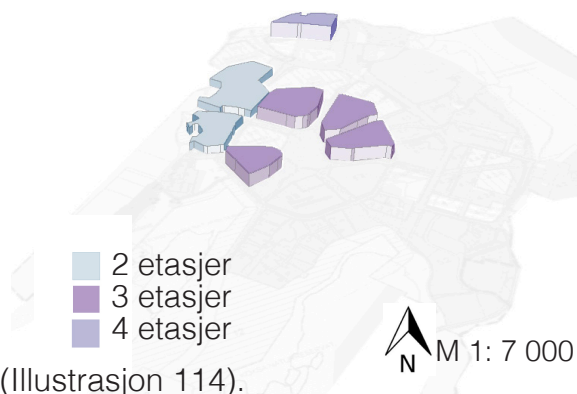 2 etasjer
3 etasjer
4 etasjer
N
M 1: 7 000
(Illustrasjon 114).